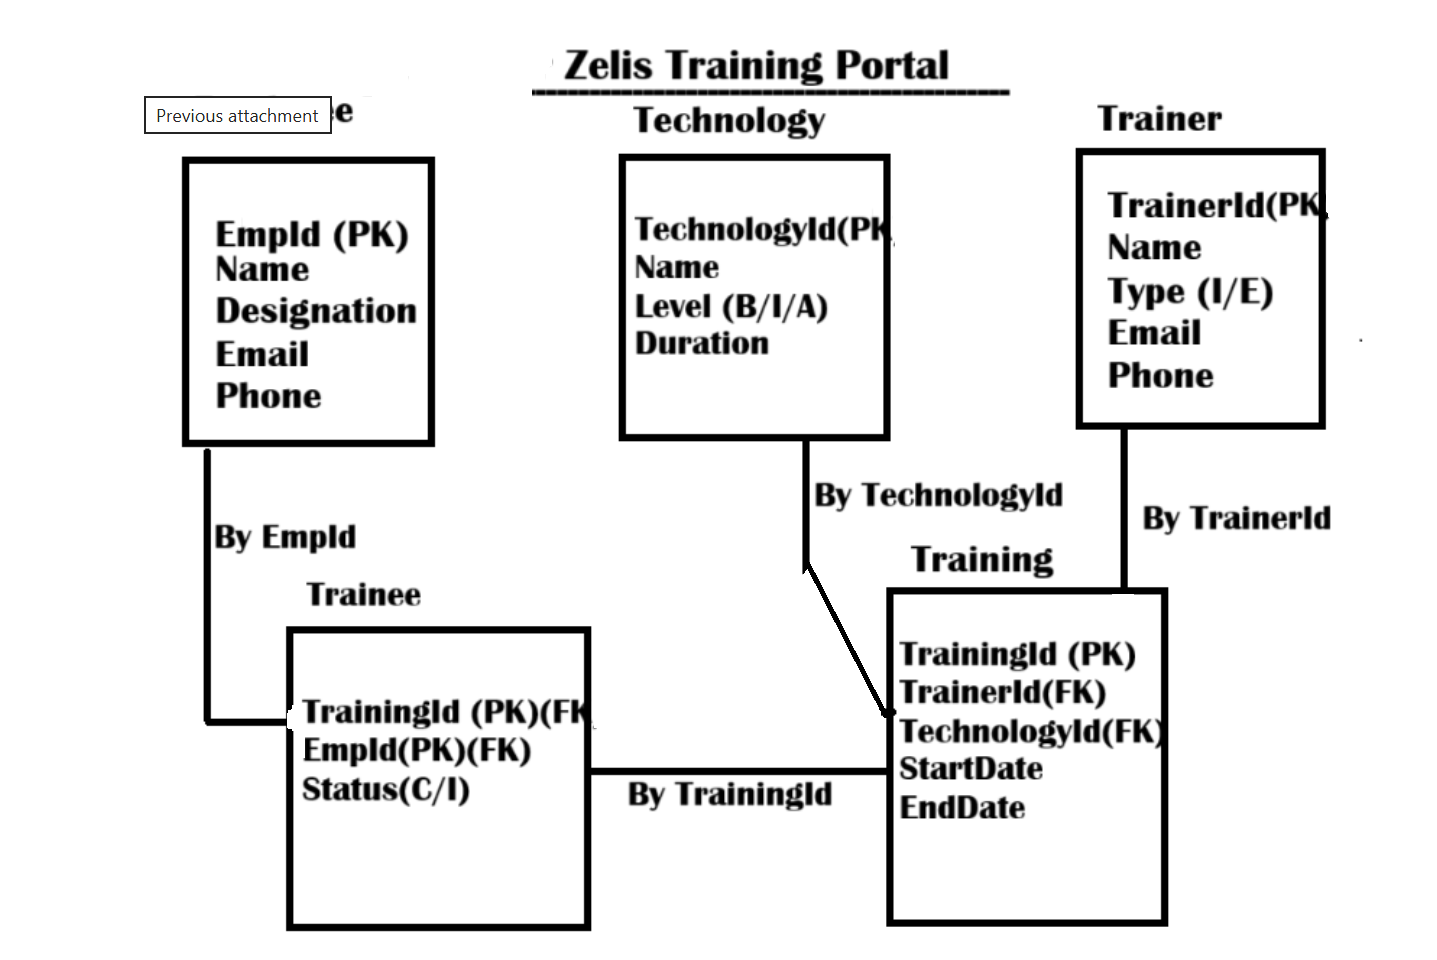 Zelis Training Portal
Previous attachment
ee
Technology
Trainer
EmpId (PK)
Name
Designation
Email
Phone
TechnologyId(PK
Name
Level (B/I/A)
Duration
TrainerId(PK
Name
Type (I/E)
Email
Phone
By EmpId
By TechnologyId
By TrainerId
Trainee
TrainingId (PK)(FK
EmpId(PK)(FK)
Status(C/I)
By TrainingId
Training
TrainingId (PK)
TrainerId(FK)
TechnologyId(FK)
StartDate
EndDate